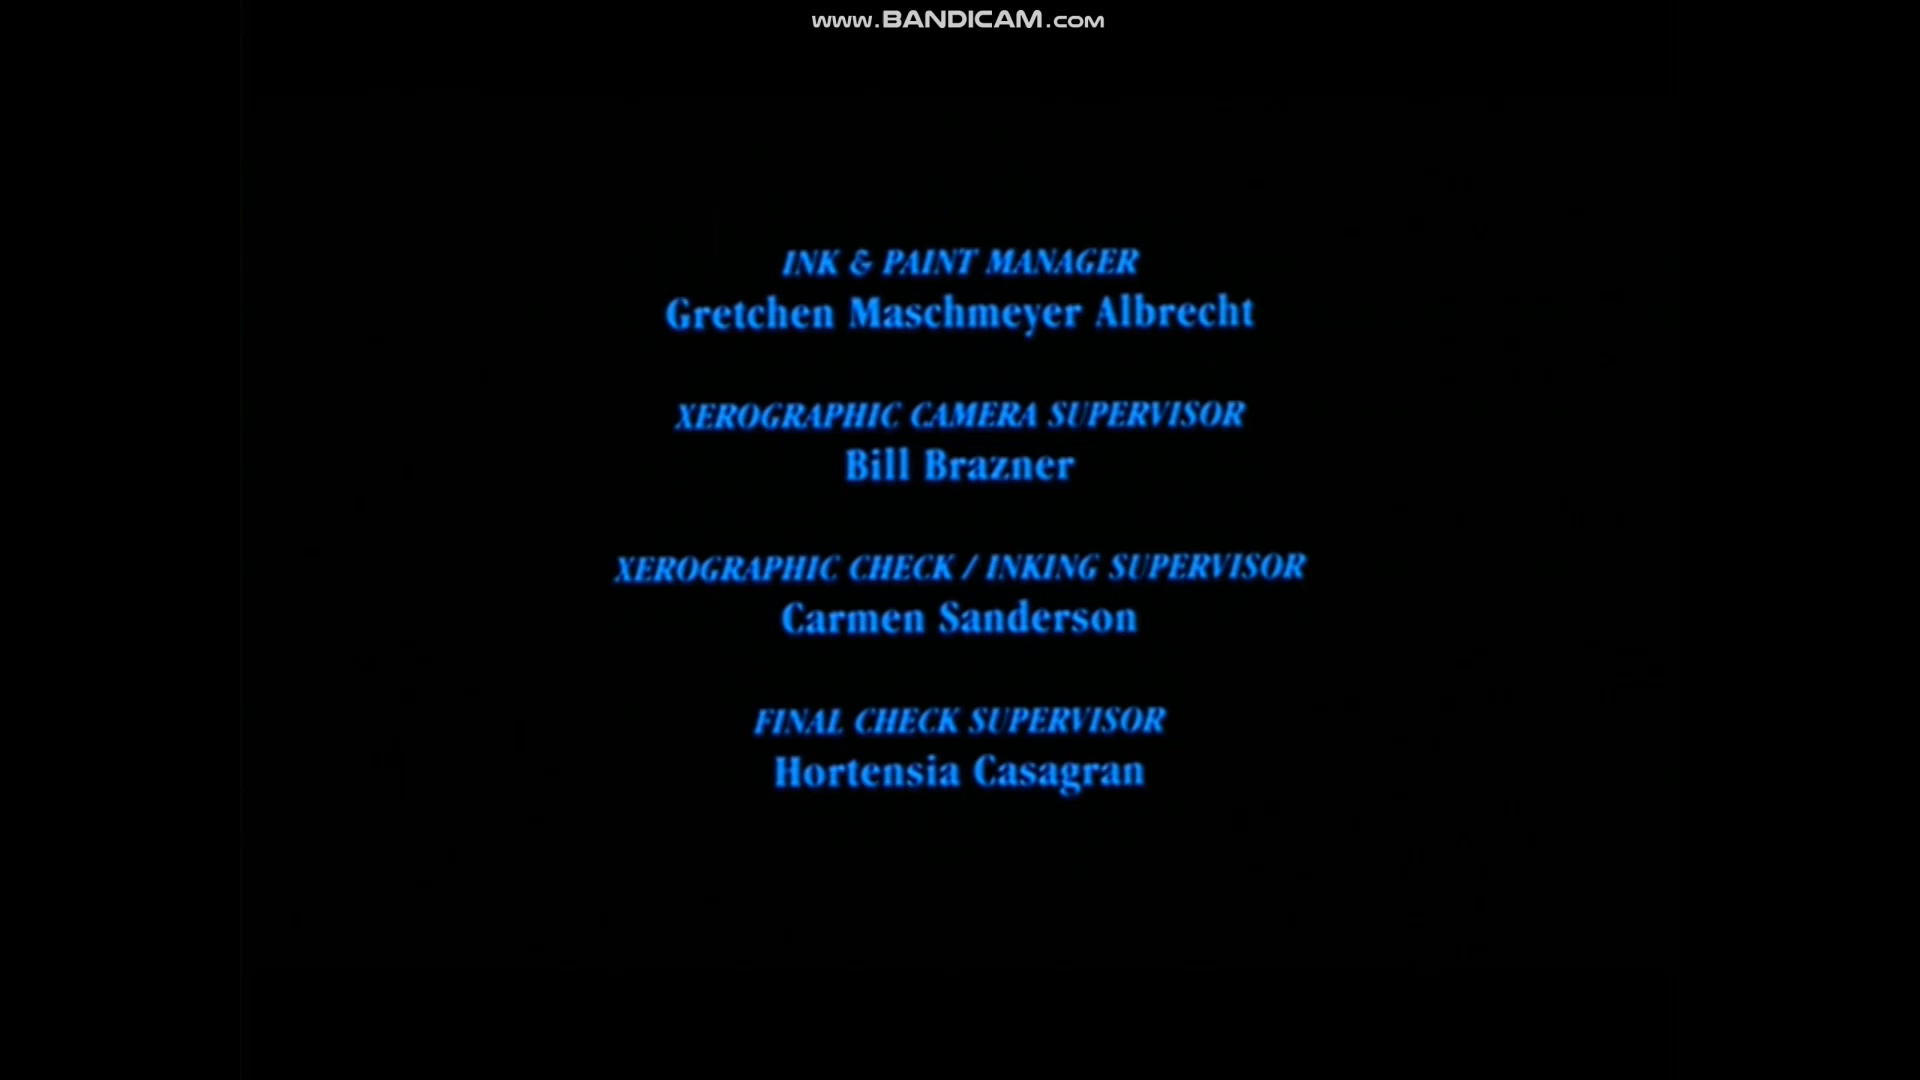 www.BANDICAM.com
INK & PAINT MANAGER
Gretchen Maschmeyer Albrecht
XEROGRAPHIC CAMERA SUPERVISOR
Bill Brazner
XEROGRAPHIC CHECK / INKING SUPERVISOR
Carmen Sanderson
FINAL CHECK SUPERVISOR
Hortensia Casagran